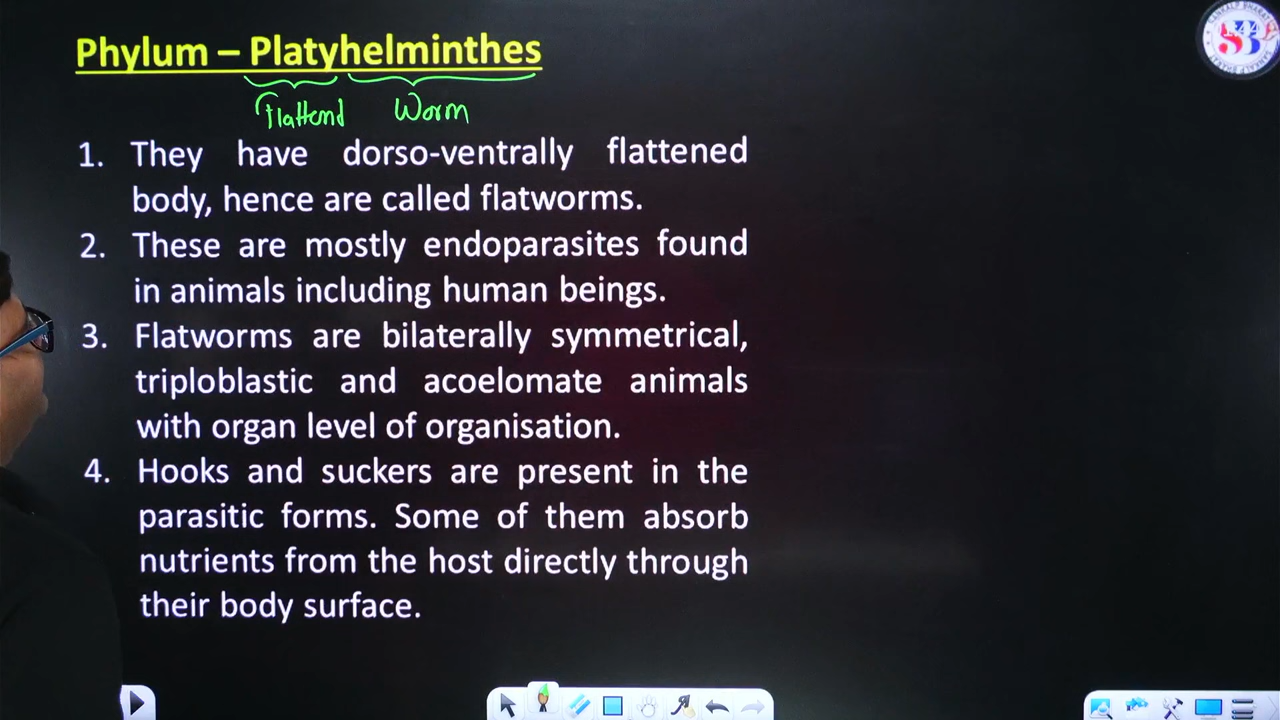 Phylum – Platyhelminthes
Flattend Worm
1. They have dorso-ventrally flattened
body, hence are called flatworms.
2. These are mostly endoparasites found
in animals including human beings.
3. Flatworms are bilaterally symmetrical,
triploblastic and acoelomate animals
with organ level of organisation.
4. Hooks and suckers are present in the
parasitic forms. Some of them absorb
nutrients from the host directly through
their body surface.